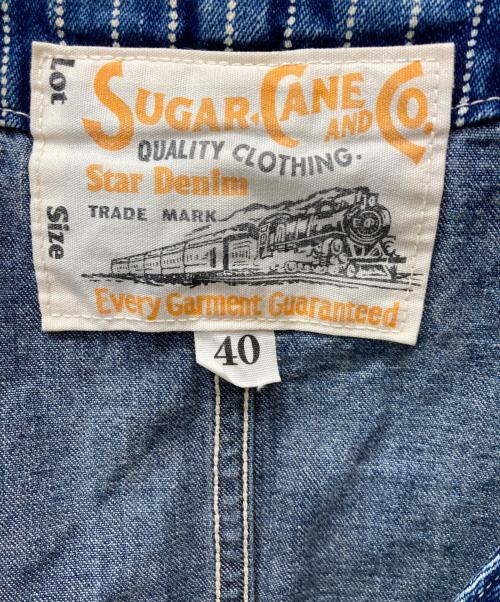 Lot
Size
SUGAR CANE AND CO.
QUALITY CLOTHING.
Star Denim
TRADE MARK
Every Garment Guaranteed
40